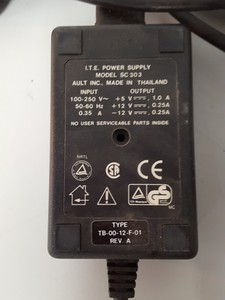 I.T.E. POWER SUPPLY
MODEL SC 303
AULT INC., MADE IN THAILAND
INPUT OUTPUT
100-250 V~ +5 V⎓, 1.0 A
50-60 Hz +12 V⎓, 0.25A
0.35 A -12 V⎓, 0.25A
NO USER SERVICEABLE PARTS INSIDE
NRTL
TYPE
TB-00-12-F-01
REV. A